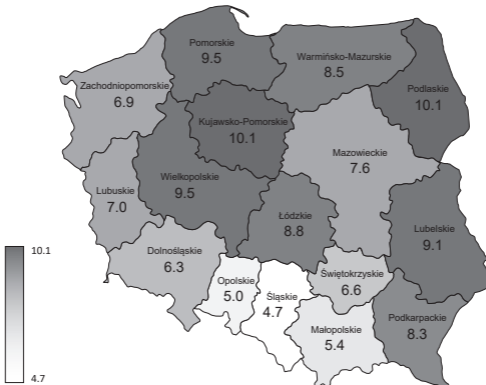 Pomorskie
9.5
Warmińsko-Mazurskie
8.5
Zachodniopomorskie
6.9
Podlaskie
10.1
Kujawsko-Pomorskie
10.1
Mazowieckie
7.6
Wielkopolskie
9.5
Lubuskie
7.0
Łódzkie
8.8
Lubelskie
9.1
Dolnośląskie
6.3
Opolskie
5.0
Śląskie
4.7
Świętokrzyskie
6.6
Małopolskie
5.4
Podkarpackie
8.3
10.1
4.7